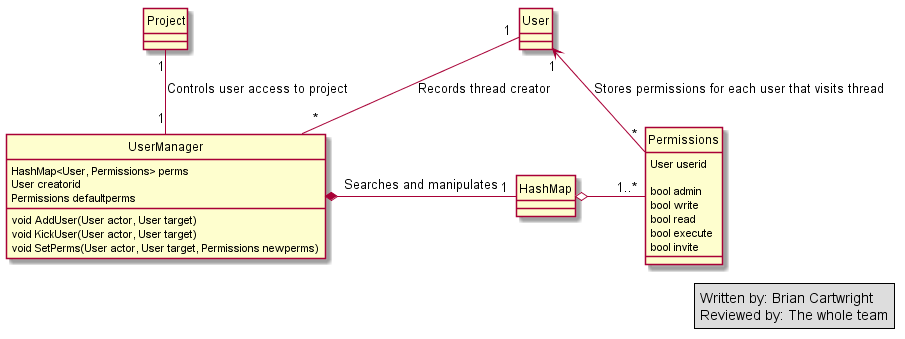 Project
User
1
1
1
Controls user access to project
Records thread creator
Stores permissions for each user that visits thread
1
*
*
UserManager
HashMap<User, Permissions> perms
User creatorid
Permissions defaultperms
void AddUser(User actor, User target)
void KickUser(User actor, User target)
void SetPerms(User actor, User target, Permissions newperms)
Searches and manipulates
1
HashMap
1..*
Permissions
User userid
bool admin
bool write
bool read
bool execute
bool invite
Written by: Brian Cartwright
Reviewed by: The whole team